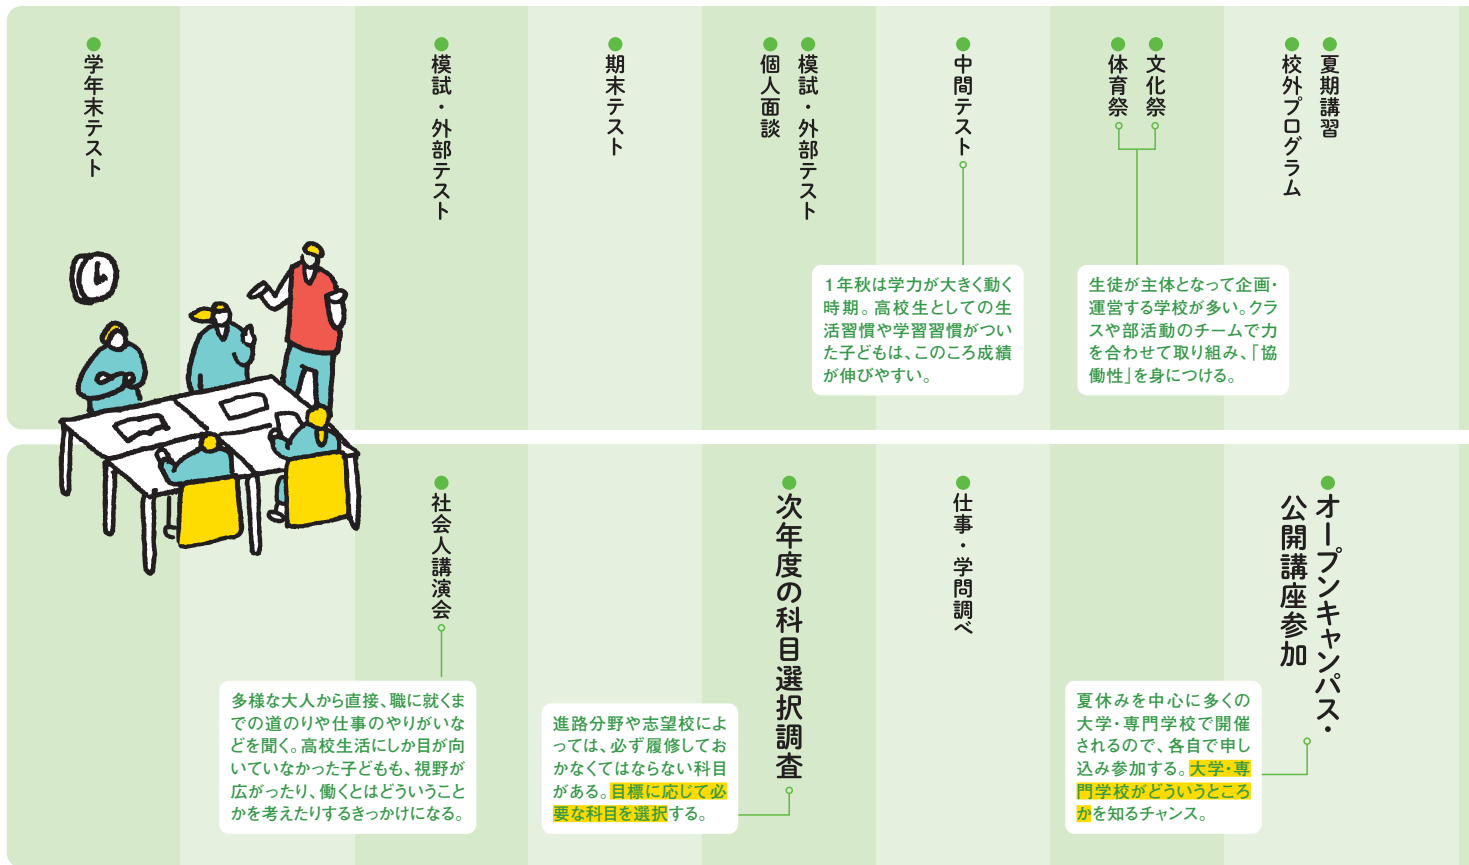 夏期講習
校外プログラム
文化祭
体育祭
生徒が主体となって企画・
運営する学校が多い。クラ
スや部活動のチームで力
を合わせて取り組み、「協
働性」を身につける。
中間テスト
1年秋は学力が大きく動く
時期。高校生としての生
活習慣や学習習慣がつい
た子どもは、このころ成績
が伸びやすい。
模試・外部テスト
個人面談
期末テスト
模試・外部テスト
学年末テスト
オープンキャンパス・
公開講座参加
夏休みを中心に多くの
大学・専門学校で開催
されるので、各自で申し
込み参加する。大学・専
門学校がどういうところ
かを知るチャンス。
仕事・学問調べ
次年度の科目選択調査
進路分野や志望校によ
っては、必ず履修してお
かなくてはならない科目
がある。目標に応じて必
要な科目を選択する。
社会人講演会
多様な大人から直接、職に就くま
での道のりや仕事のやりがいな
どを聞く。高校生活にしか目が向
いていなかった子どもも、視野が
広がったり、働くとはどういうこと
かを考えたりするきっかけになる。